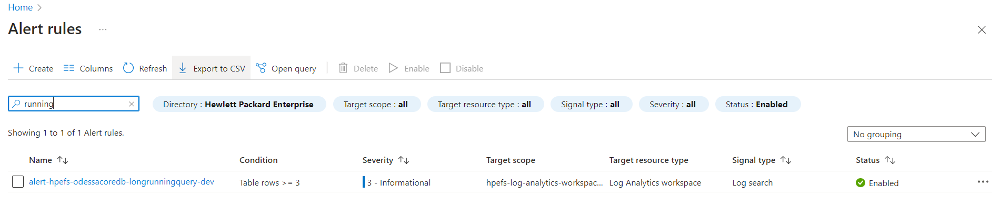 Home >
Alert rules ...
Create Columns Refresh Export to CSV Open query Delete Enable Disable
running Directory : Hewlett Packard Enterprise Target scope : all Target resource type : all Signal type : all Severity : all Status : Enabled
Showing 1 to 1 of 1 Alert rules. No grouping
Name Condition Severity Target scope Target resource type Signal type Status
alert-hpefs-odessacoredb-longrunningquery-dev Table rows >= 3 3 - Informational hpefs-log-analytics-workspac... Log Analytics workspace Log search Enabled ...